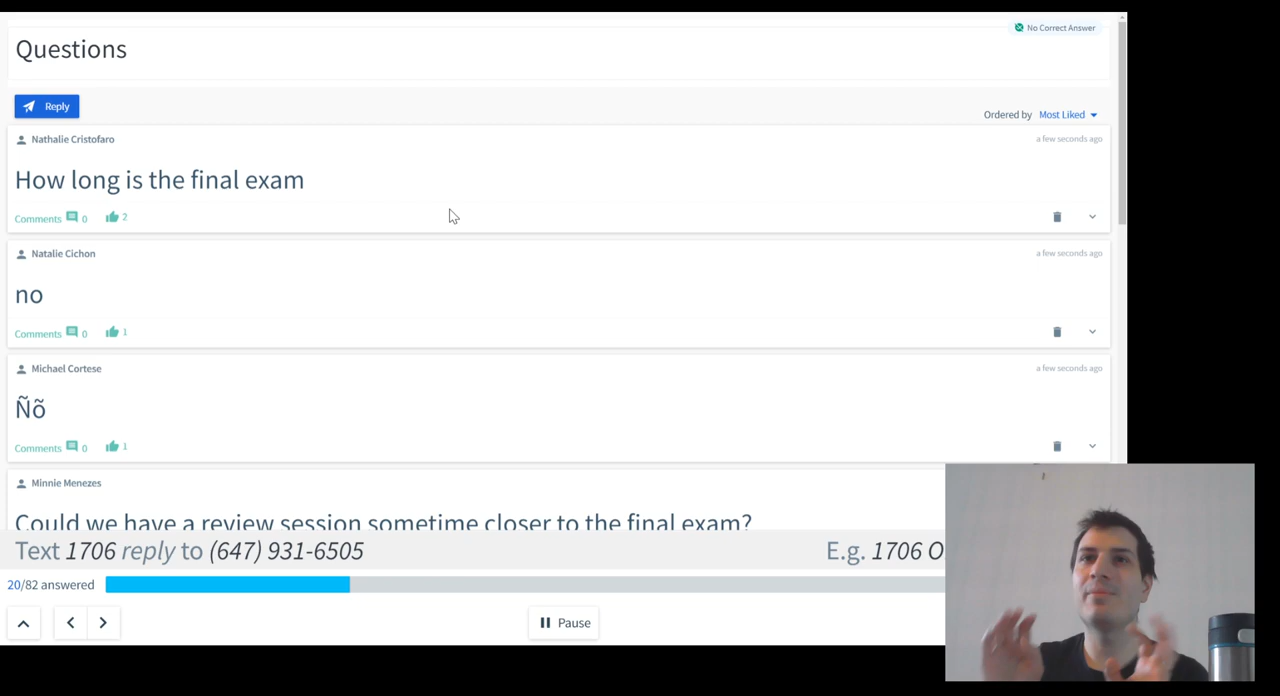 No Correct Answer
Questions
Reply
Ordered by Most Liked
Nathalie Cristofaro
a few seconds ago
How long is the final exam
Comments 0 2
Natalie Cichon
a few seconds ago
no
Comments 0 1
Michael Cortese
a few seconds ago
Ñõ
Comments 0 1
Minnie Menezes
Could we have a review session sometime closer to the final exam?
Text 1706 reply to (647) 931-6505
E.g. 1706 O
20/82 answered
Pause